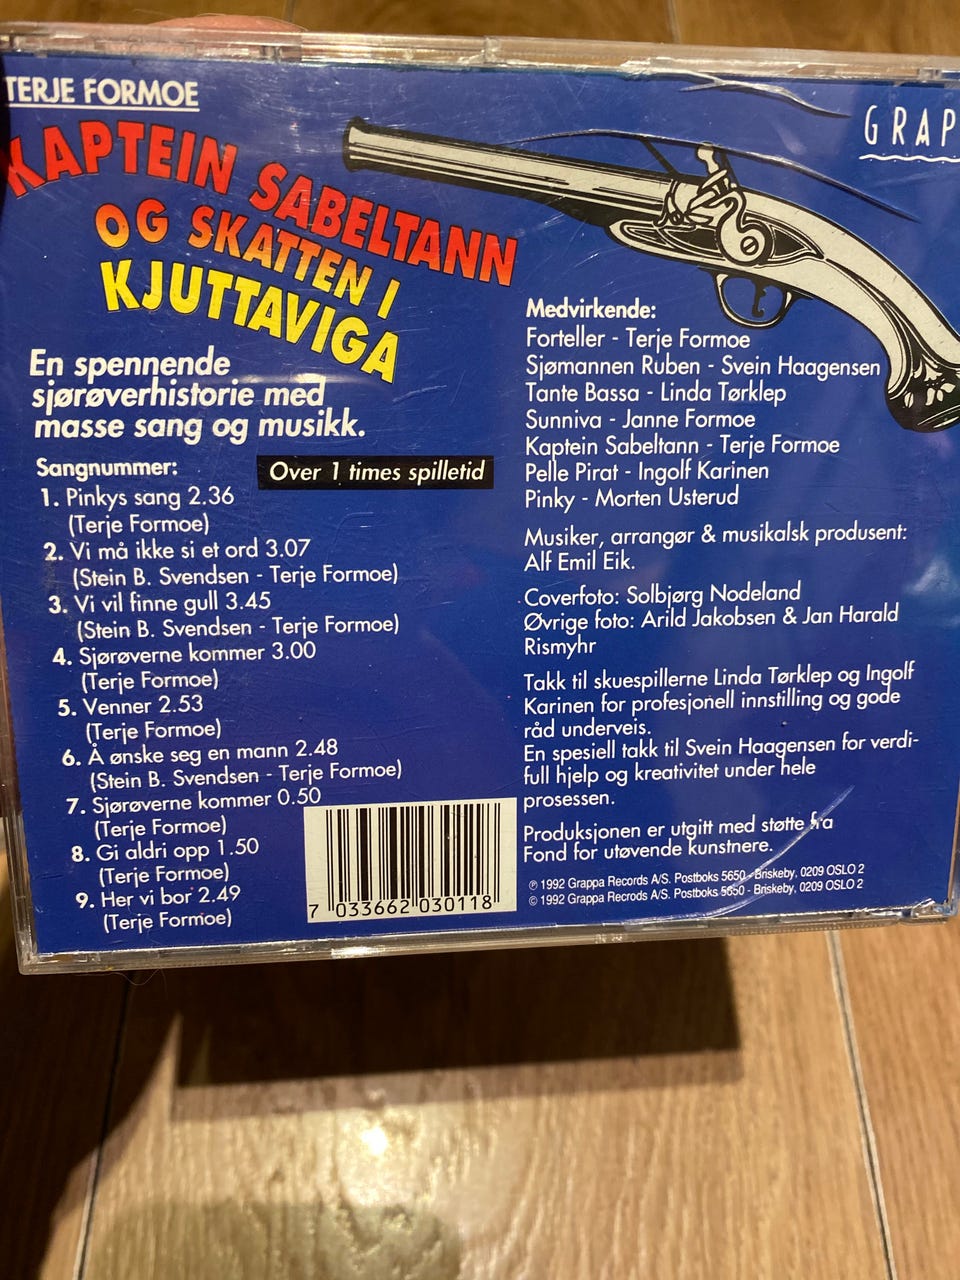 TERJE FORMOE
KAPTEIN SABELTANN
OG SKATTEN I
KJUTTAVIGA
GRAP
En spennende
sjørøverhistorie med
masse sang og musikk.
Sangnummer:
Over 1 times spilletid
1. Pinkys sang 2.36
(Terje Formoe)
2. Vi må ikke si et ord 3.07
(Stein B. Svendsen - Terje Formoe)
3. Vi vil finne gull 3.45
(Stein B. Svendsen - Terje Formoe)
4. Sjørøverne kommer 3.00
(Terje Formoe)
5. Venner 2.53
(Terje Formoe)
6. Å ønske seg en mann 2.48
(Stein B. Svendsen - Terje Formoe)
7. Sjørøverne kommer 0.50
(Terje Formoe)
8. Gi aldri opp 1.50
(Terje Formoe)
9. Her vi bor 2.49
(Terje Formoe)
7 033662 030118
Medvirkende:
Forteller - Terje Formoe
Sjømannen Ruben - Svein Haagensen
Tante Bassa - Linda Tørklep
Sunniva - Janne Formoe
Kaptein Sabeltann - Terje Formoe
Pelle Pirat - Ingolf Karinen
Pinky - Morten Usterud
Musiker, arrangør & musikalsk produsent:
Alf Emil Eik.
Coverfoto: Solbjørg Nodeland
Øvrige foto: Arild Jakobsen & Jan Harald
Rismyhr
Takk til skuespillerne Linda Tørklep og Ingolf
Karinen for profesjonell innstilling og gode
råd underveis.
En spesiell takk til Svein Haagensen for verdi-
full hjelp og kreativitet under hele
prosessen.
Produksjonen er utgitt med støtte fra
Fond for utøvende kunstnere.
℗ 1992 Grappa Records A/S. Postboks 5650 - Briskeby. 0209 OSLO 2
© 1992 Grappa Recrods A/S. Postboks 5650 - Briskeby. 0209 OSLO 2